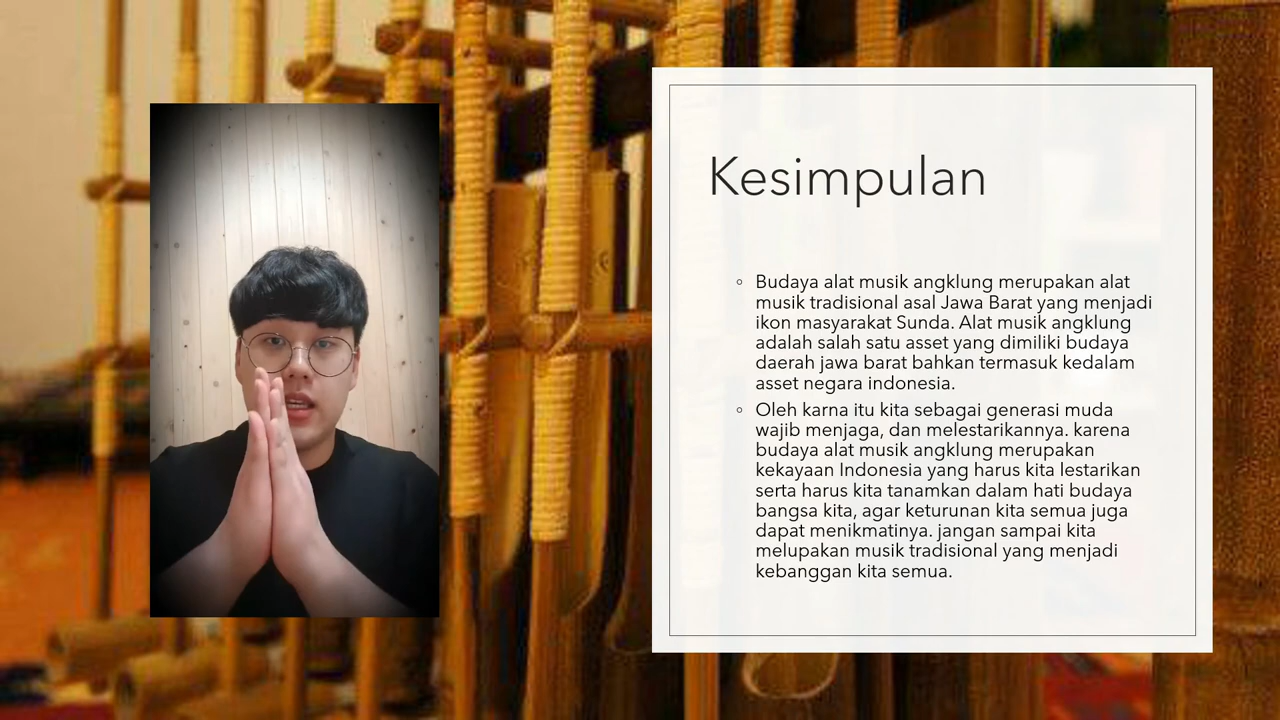 Kesimpulan
Budaya alat musik angklung merupakan alat
musik tradisional asal Jawa Barat yang menjadi
ikon masyarakat Sunda. Alat musik angklung
adalah salah satu asset yang dimiliki budaya
daerah jawa barat bahkan termasuk kedalam
asset negara indonesia.
Oleh karna itu kita sebagai generasi muda
wajib menjaga, dan melestarikannya. karena
budaya alat musik angklung merupakan
kekayaan Indonesia yang harus kita lestarikan
serta harus kita tanamkan dalam hati budaya
bangsa kita, agar keturunan kita semua juga
dapat menikmatinya. jangan sampai kita
melupakan musik tradisional yang menjadi
kebanggan kita semua.